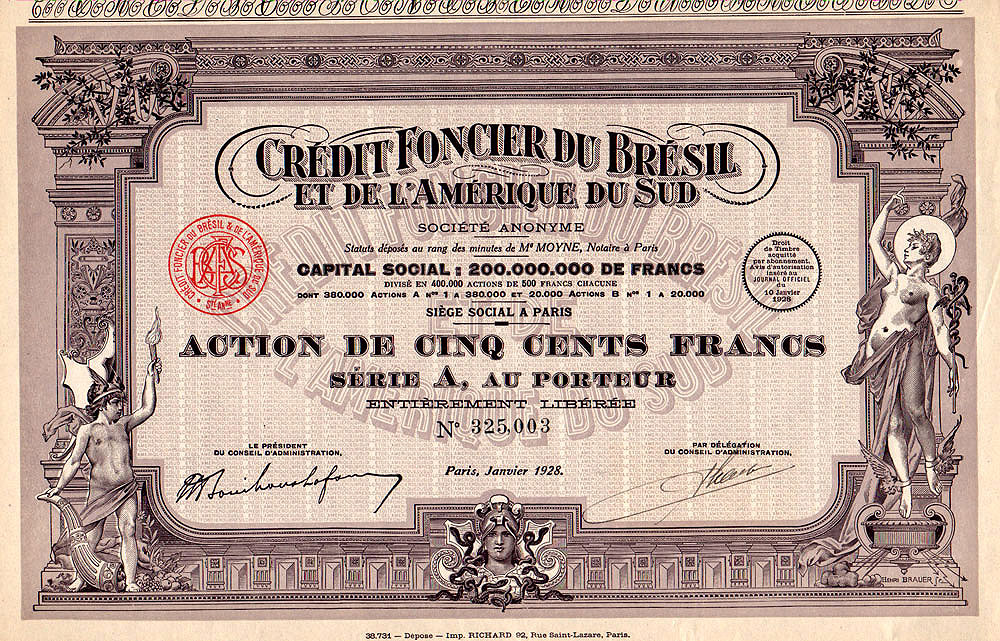 CRÉDIT FONCIER DU BRÉSIL
ET DE L'AMÉRIQUE DU SUD
SOCIÉTÉ ANONYME
Statuts déposés au rang des minutes de Me MOYNE, Notaire à Paris
CAPITAL SOCIAL : 200.000.000 DE FRANCS
DIVISÉ EN 400.000 ACTIONS DE 500 FRANCS CHACUNE
DONT 380.000 ACTIONS A Nos 1 A 380.000 ET 20.000 ACTIONS B Nos 1 A 20.000
SIÈGE SOCIAL A PARIS
CRÉDIT FONCIER DU BRÉSIL & DE L'AMÉRIQUE DU SUD
Sté ANme
Droit
de Timbre
acquitté
par abonnement.
Avis d'autorisation
inséré au
JOURNAL OFFICIEL
du
10 Janvier
1928
ACTION DE CINQ CENTS FRANCS
SÉRIE A, AU PORTEUR
ENTIÈREMENT LIBÉRÉE
No 325,003
LE PRÉSIDENT
DU CONSEIL D'ADMINISTRATION,
PAR DÉLÉGATION
DU CONSEIL D'ADMINISTRATION,
Paris, Janvier 1928.
HENRI BRAUER Sc.
38.731 — Déposé — Imp. RICHARD 92, Rue Saint-Lazare, Paris.